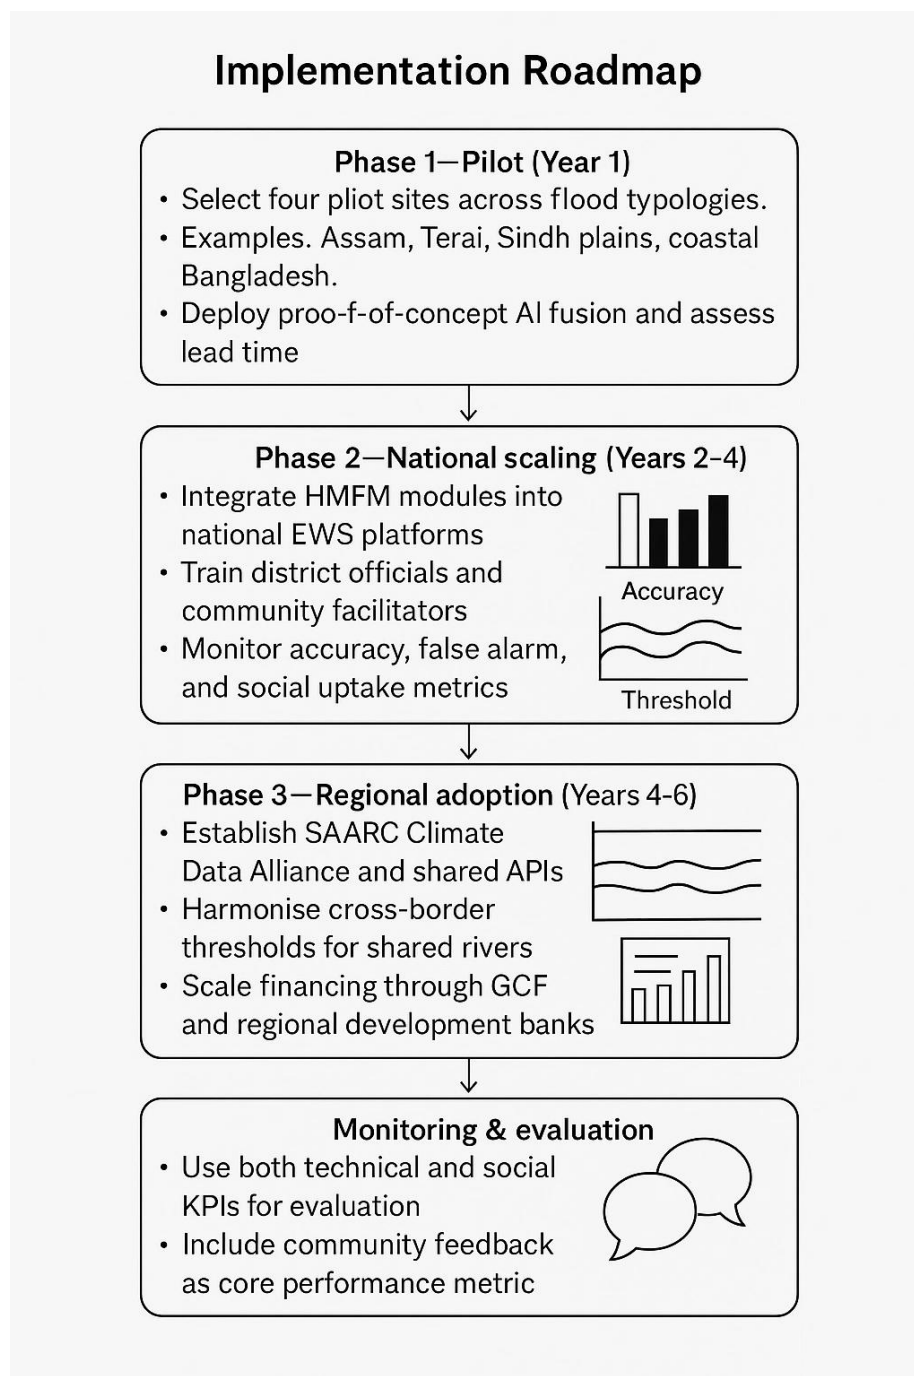 Implementation Roadmap
Phase 1—Pilot (Year 1)
• Select four pliot sites across flood typologies.
• Examples. Assam, Terai, Sindh plains, coastal
Bangladesh.
• Deploy proo-f-of-concept AI fusion and assess
lead time
Phase 2—National scaling (Years 2–4)
• Integrate HMFM modules into
national EWS platforms
• Train district officials and
community facilitators
• Monitor accuracy, false alarm,
and social uptake metrics
Accuracy
Threshold
Phase 3—Regional adoption (Years 4-6)
• Establish SAARC Climate
Data Alliance and shared APIs
• Harmonise cross-border
thresholds for shared rivers
• Scale financing through GCF
and regional development banks
Monitoring & evaluation
• Use both technical and social
KPIs for evaluation
• Include community feedback
as core performance metric